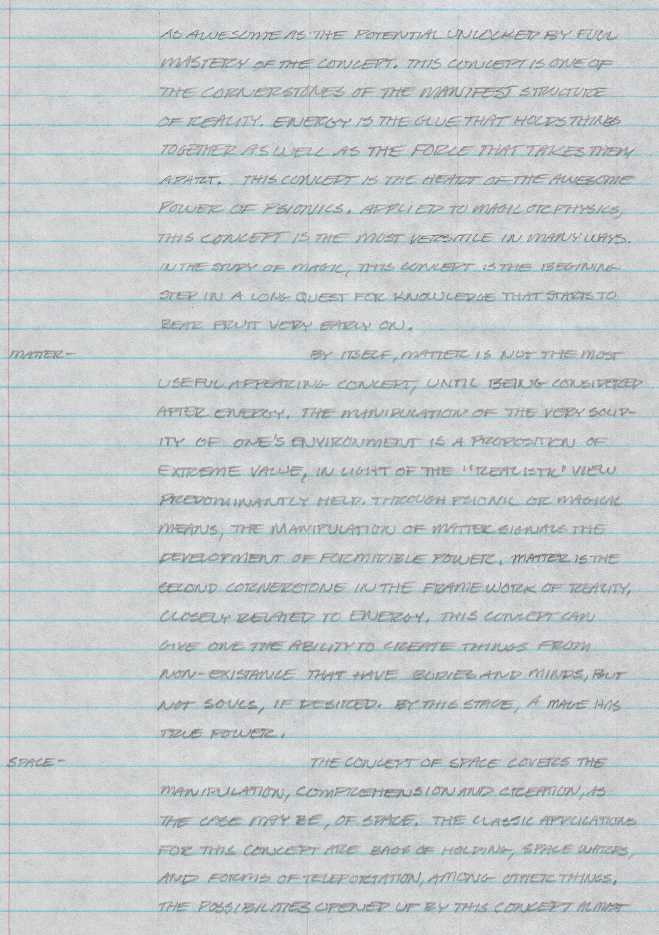 AS AWESOME AS THE POTENTIAL UNLOCKED BY FULL
MASTERY OF THE CONCEPT. THIS CONCEPT IS ONE OF
THE CORNERSTONES OF THE MANIFEST STRUCTURE
OF REALITY. ENERGY IS THE GLUE THAT HOLDS THINGS
TOGETHER AS WELL AS THE FORCE THAT TAKES THEM
APART. THIS CONCEPT IS THE HEART OF THE AWESOME
POWER OF PSIONICS. APPLIED TO MAGIC OR PHYSICS,
THIS CONCEPT IS THE MOST VERSITILE IN MANY WAYS.
IN THE STUDY OF MAGIC, THIS CONCEPT IS THE BEGINING
STEP IN A LONG QUEST FOR KNOWLEDGE THAT STARTS TO
BEAR FRUIT VERY EARLY ON.
MATTER- BY ITSELF, MATTER IS NOT THE MOST
USEFUL APPEARING CONCEPT, UNTIL BEING CONSIDERED
AFTER ENERGY. THE MANIPULATION OF THE VERY SOLID-
ITY OF ONE'S ENVIRONMENT IS A PROPOSITION OF
EXTREME VALUE, IN LIGHT OF THE "REALISTIC" VIEW
PREDOMINANTLY HELD. THROUGH PSIONIC OR MAGICK
MEANS, THE MANIPULATION OF MATTER SIGNALS THE
DEVELOPMENT OF FORMITIBLE POWER. MATTER IS THE
SECOND CORNERSTONE IN THE FRAMEWORK OF REALITY,
CLOSELY RELATED TO ENERGY. THIS CONCEPT CAN
GIVE ONE THE ABILITY TO CREATE THINGS FROM
NON-EXISTANCE THAT HAVE BODIES AND MINDS, BUT
NOT SOULS, IF DESIRED. BY THIS STAGE, A MAGE HAS
TRUE POWER.
SPACE- THE CONCEPT OF SPACE COVERS THE
MANIPULATION, COMPREHENSION AND CREATION, AS
THE CASE MAY BE, OF SPACE. THE CLASSIC APPLICATIONS
FOR THIS CONCEPT ARE BAGS OF HOLDING, SPACE WARPS,
AND FORMS OF TELEPORTATION, AMONG OTHER THINGS.
THE POSSIBILITIES OPENED UP BY THIS CONCEPT ALMOST